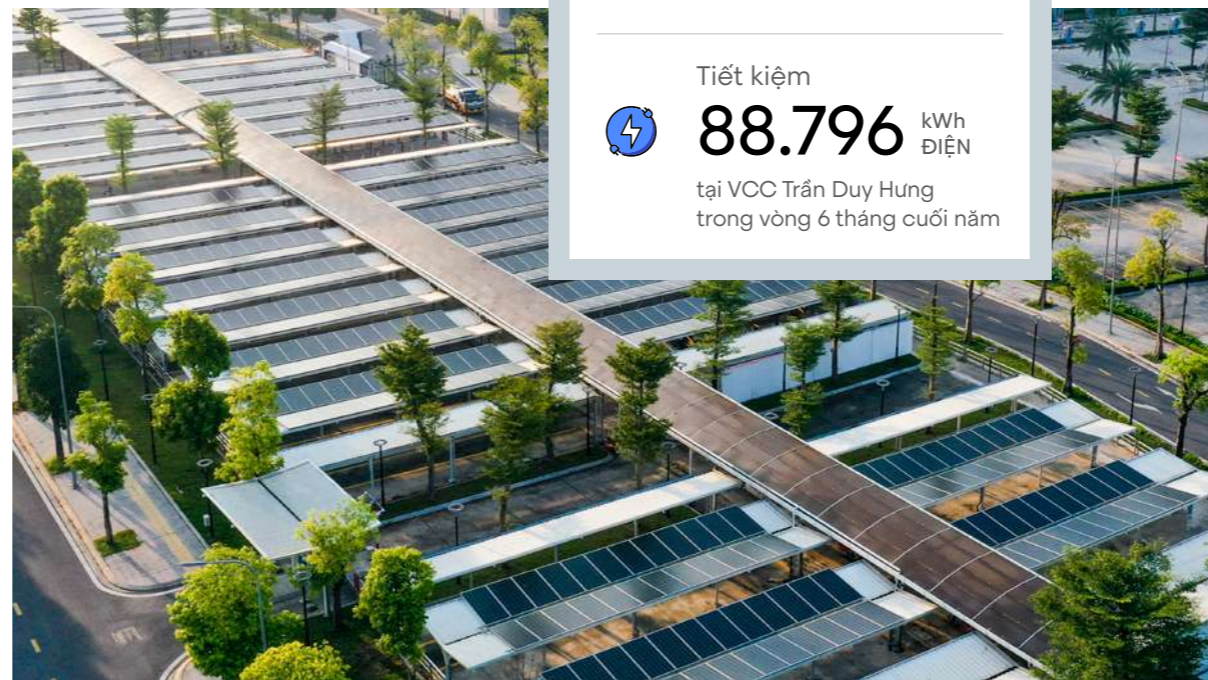 Tiết kiệm
88.796 kWh
ĐIỆN
tại VCC Trần Duy Hưng
trong vòng 6 tháng cuối năm